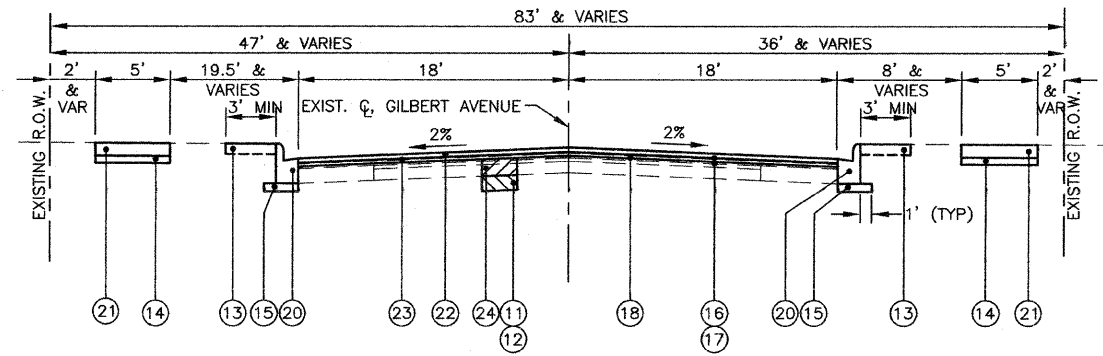 83' & VARIES
47' & VARIES
36' & VARIES
2'
&
VAR
5'
19.5' &
VARIES
3' MIN
18'
18'
8' &
VARIES
3' MIN
5'
2'
&
VAR
EXIST. ℄ GILBERT AVENUE
EXISTING R.O.W.
2%
2%
EXISTING R.O.W.
1' (TYP)
21
14
13
15
20
23
22
24
11
12
18
16
17
20
15
13
14
21